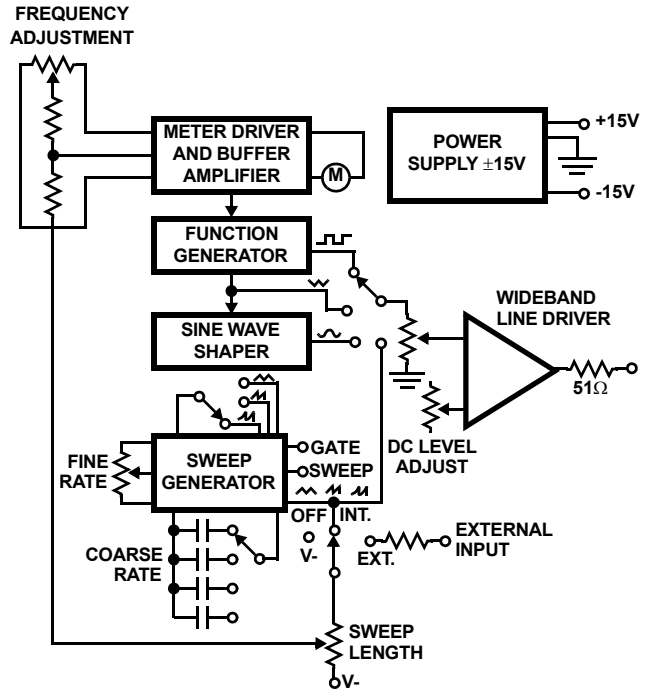 FREQUENCY
ADJUSTMENT
METER DRIVER
AND BUFFER
AMPLIFIER
M
POWER
SUPPLY ±15V
+15V
-15V
FUNCTION
GENERATOR
SINE WAVE
SHAPER
WIDEBAND
LINE DRIVER
51Ω
DC LEVEL
ADJUST
FINE
RATE
SWEEP
GENERATOR
GATE
SWEEP
OFF
INT.
V-
EXT.
EXTERNAL
INPUT
COARSE
RATE
SWEEP
LENGTH
V-